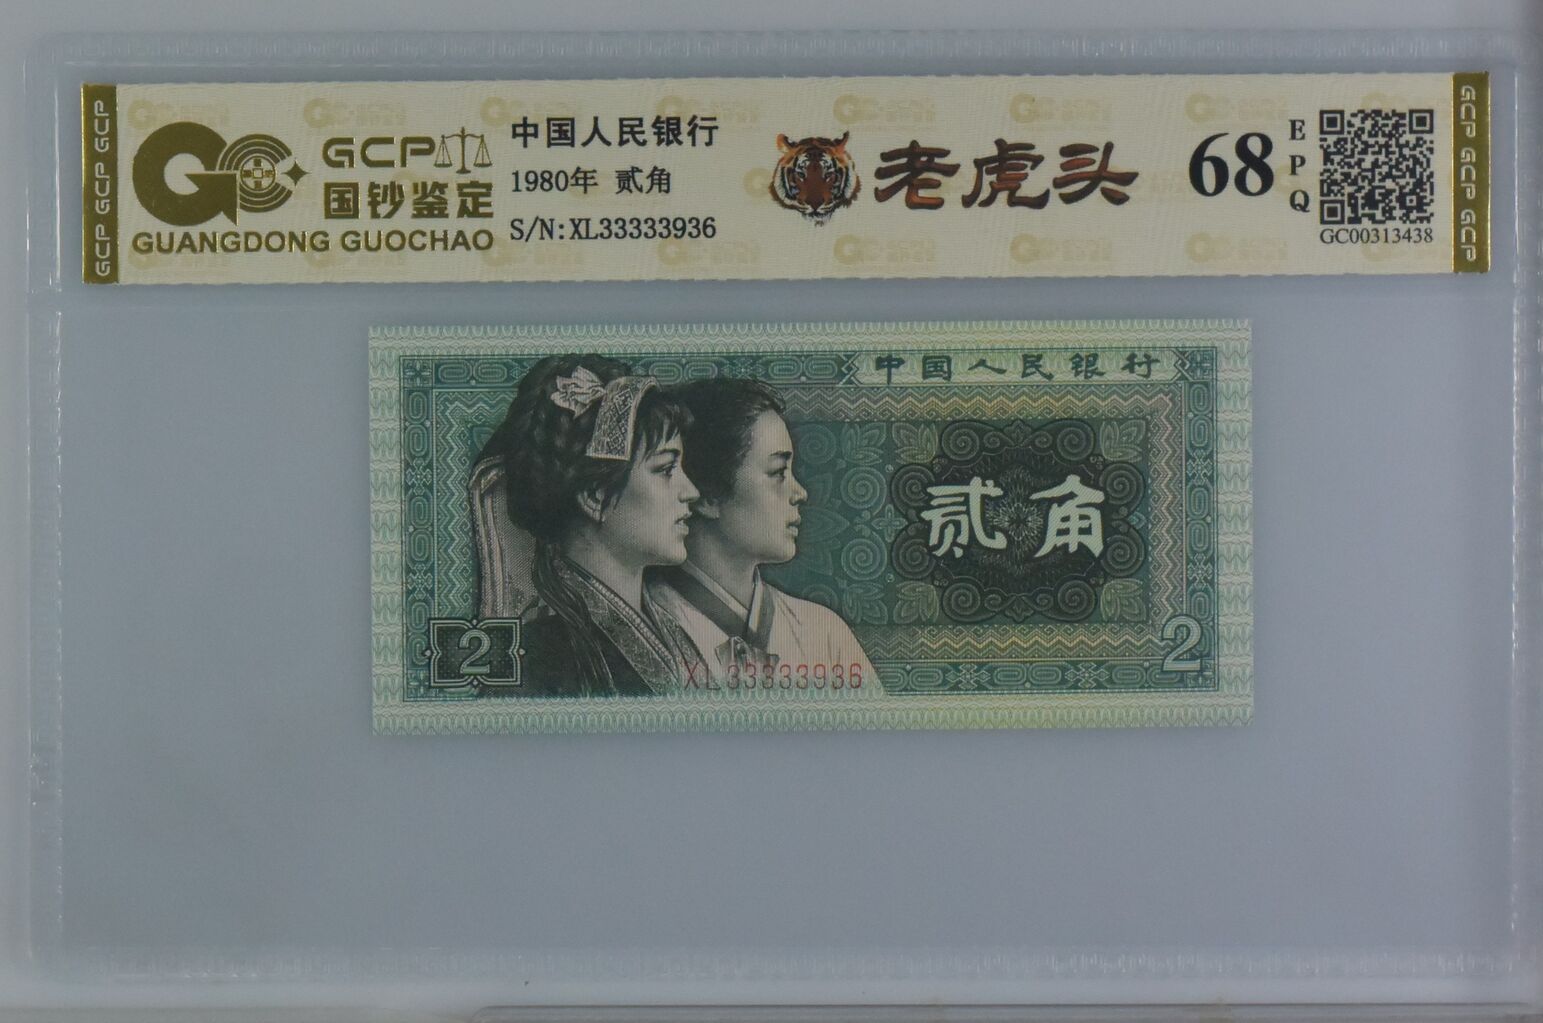 GCP GCP GCP
GCP
国钞鉴定
GUANGDONG GUOCHAO
中国人民银行
1980年 贰角
S/N:XL33333936
老虎头
68
EPQ
GC00313438
GCP GCP GCP
中国人民银行
贰角
2
2
XL33333936